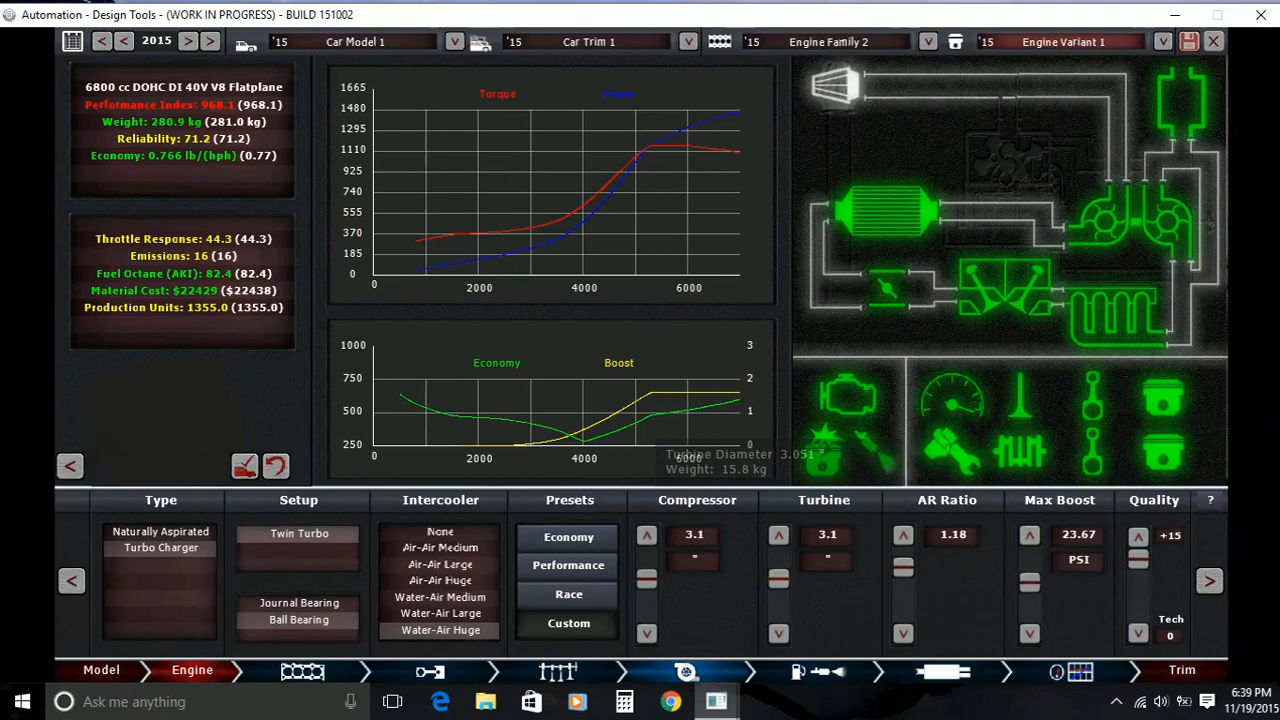 Automation - Design Tools - (WORK IN PROGRESS) - BUILD 151002
< < 2015 > > '15 Car Model 1 v '15 Car Trim 1 v '15 Engine Family 2 v '15 Engine Variant 1 v X
6800 cc DOHC DI 40V V8 Flatplane
Performance Index: 968.1 (968.1)
Weight: 280.9 kg (281.0 kg)
Reliability: 71.2 (71.2)
Economy: 0.766 lb/(hph) (0.77)
Throttle Response: 44.3 (44.3)
Emissions: 16 (16)
Fuel Octane (AKI): 82.4 (82.4)
Material Cost: $22429 ($22438)
Production Units: 1355.0 (1355.0)
1665
1480
1295
1110
925
740
555
370
185
0
Torque Power
0 2000 4000 6000
1000
750
500
250
Economy Boost
3
2
1
0
0 2000 4000 6000
Turbine Diameter 3.051 "
Weight: 15.8 kg
Type Setup Intercooler Presets Compressor Turbine AR Ratio Max Boost Quality ?
Naturally Aspirated
Turbo Charger
Twin Turbo
Journal Bearing
Ball Bearing
None
Air-Air Medium
Air-Air Large
Air-Air Huge
Water-Air Medium
Water-Air Large
Water-Air Huge
Economy
Performance
Race
Custom
3.1
"
3.1
"
1.18
23.67
PSI
+15
Tech
0
Model Engine Trim
Ask me anything
6:39 PM
11/19/2015